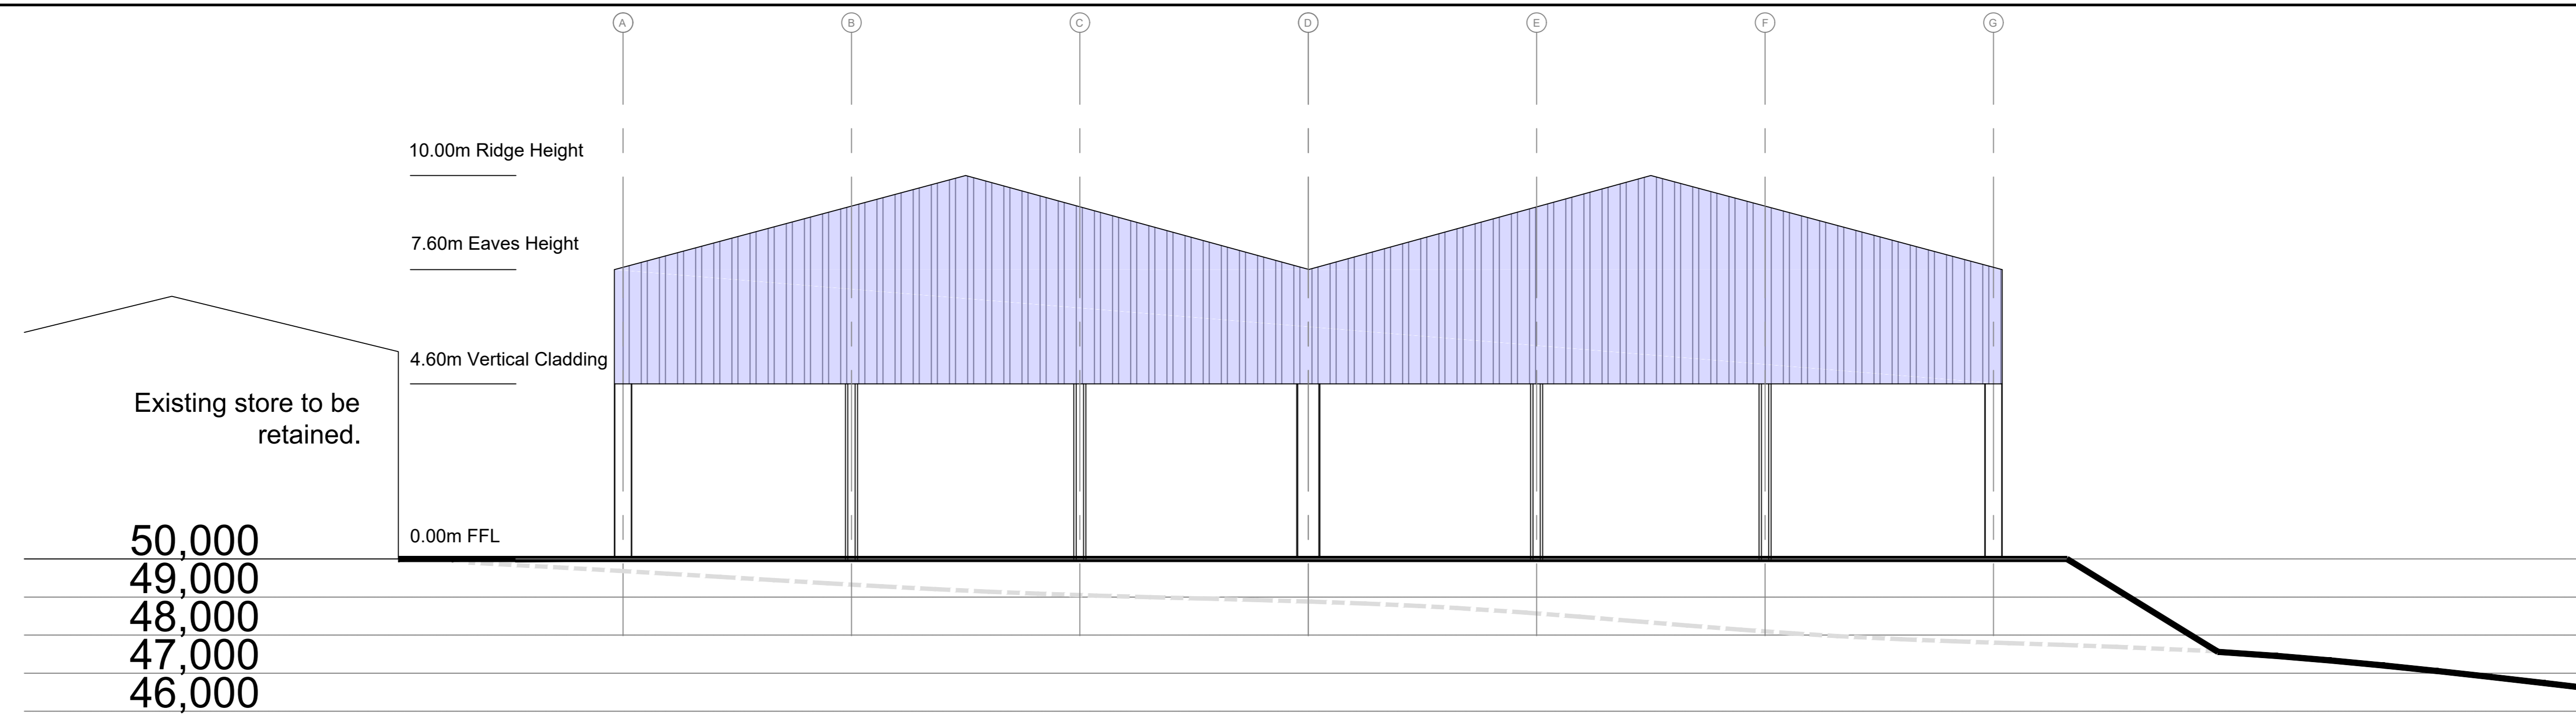 A
B
C
D
E
F
G
10.00m Ridge Height
7.60m Eaves Height
4.60m Vertical Cladding
Existing store to be
retained.
0.00m FFL
50,000
49,000
48,000
47,000
46,000